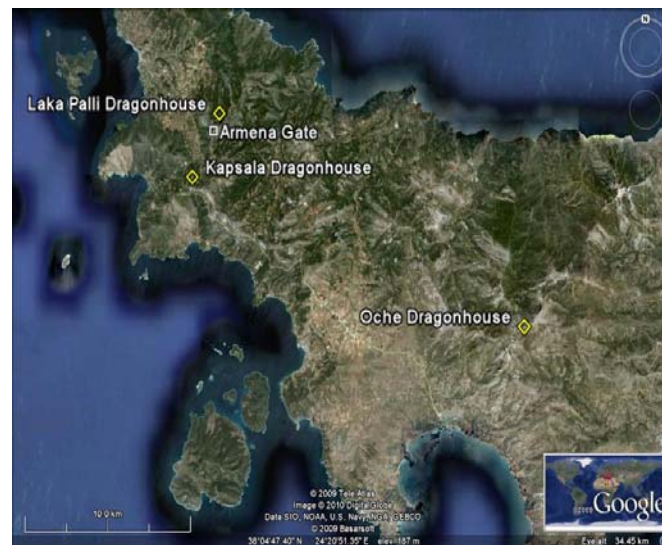 N
Laka Palli Dragonhouse
Armena Gate
Kapsala Dragonhouse
Oche Dragonhouse
10.0 km
© 2009 Tele Atlas
Image © 2010 DigitalGlobe
Data SIO, NOAA, U.S. Navy, NGA, GEBCO
© 2009 Basarsoft
©2009 Google
38°04'47.40" N 24°20'51.35" E elev 187 m
Eye alt 34.45 km